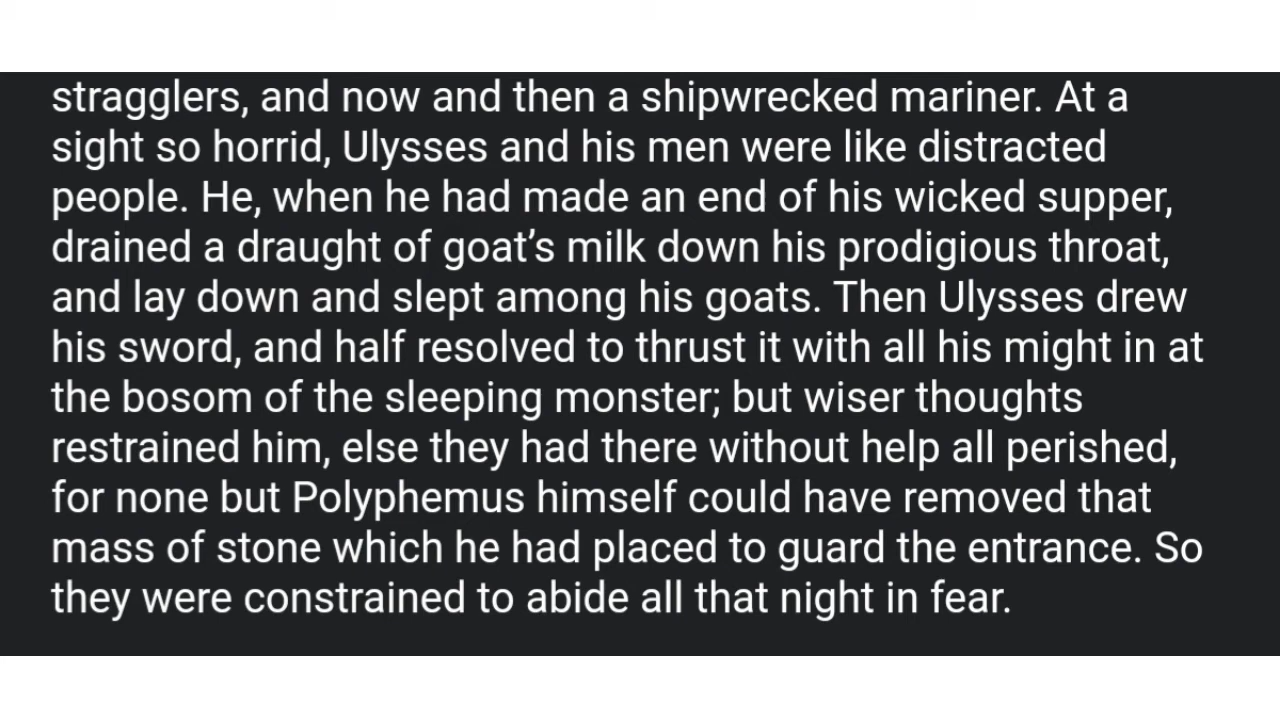 stragglers, and now and then a shipwrecked mariner. At a
sight so horrid, Ulysses and his men were like distracted
people. He, when he had made an end of his wicked supper,
drained a draught of goat’s milk down his prodigious throat,
and lay down and slept among his goats. Then Ulysses drew
his sword, and half resolved to thrust it with all his might in at
the bosom of the sleeping monster; but wiser thoughts
restrained him, else they had there without help all perished,
for none but Polyphemus himself could have removed that
mass of stone which he had placed to guard the entrance. So
they were constrained to abide all that night in fear.